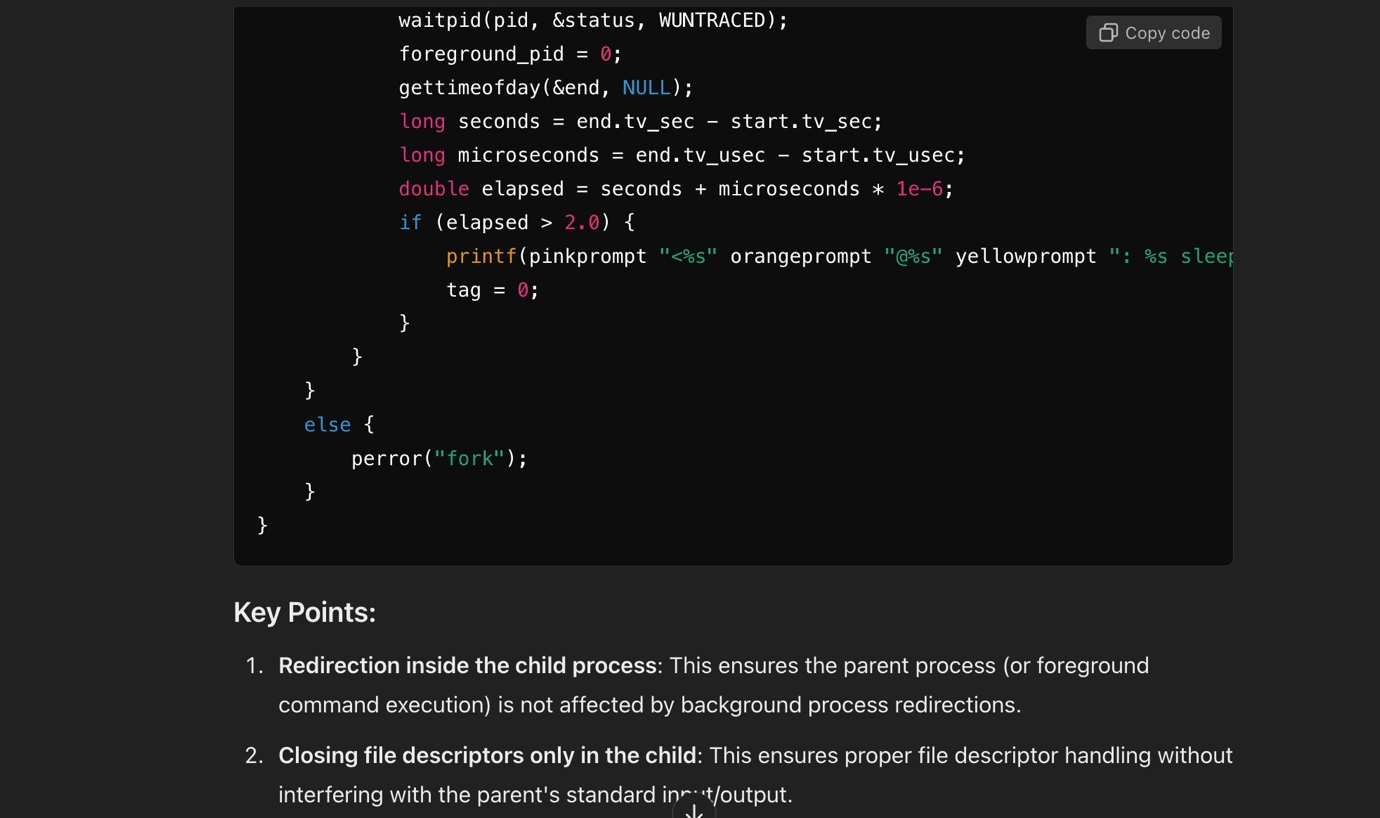 waitpid(pid, &status, WUNTRACED);
Copy code
foreground_pid = 0;
gettimeofday(&end, NULL);
long seconds = end.tv_sec - start.tv_sec;
long microseconds = end.tv_usec - start.tv_usec;
double elapsed = seconds + microseconds * 1e-6;
if (elapsed > 2.0) {
printf(pinkprompt "<%s" orangeprompt "@%s" yellowprompt ": %s sleep
tag = 0;
}
}
}
else {
perror("fork");
}
}
Key Points:
1. Redirection inside the child process: This ensures the parent process (or foreground
command execution) is not affected by background process redirections.
2. Closing file descriptors only in the child: This ensures proper file descriptor handling without
interfering with the parent's standard input/output.